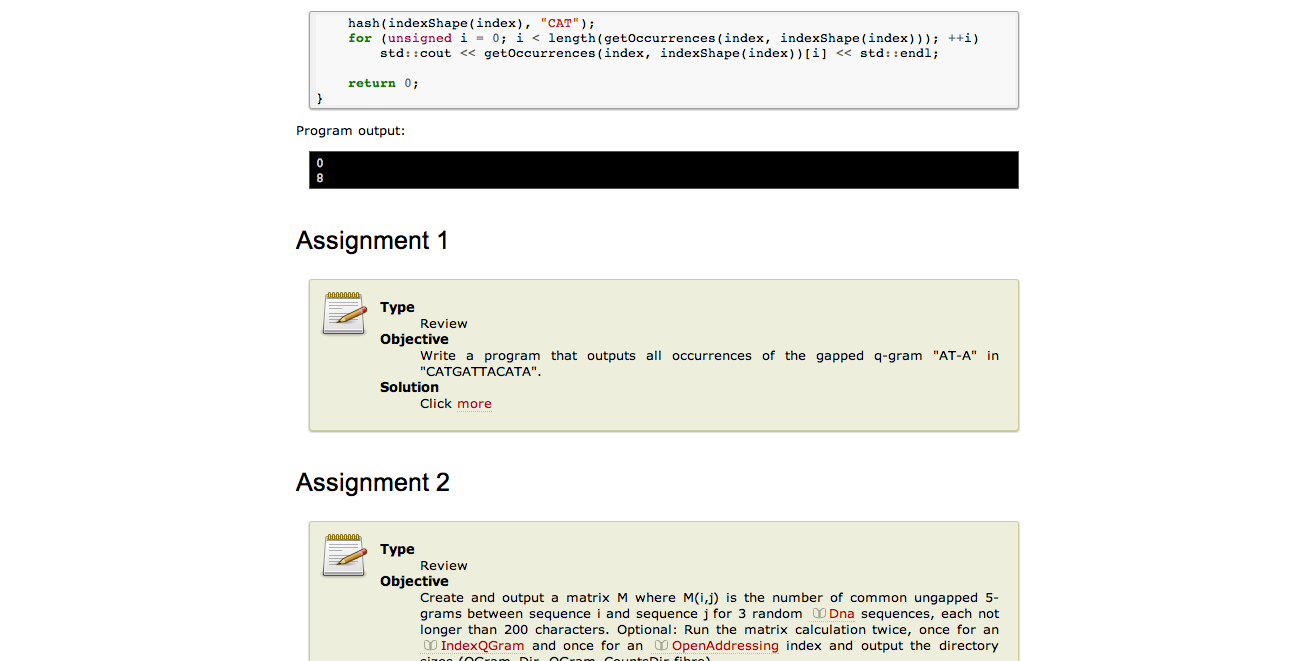 hash(indexShape(index), "CAT");
for (unsigned i = 0; i < length(getOccurrences(index, indexShape(index))); ++i)
std::cout << getOccurrences(index, indexShape(index))[i] << std::endl;
return 0;
}
Program output:
0
8
Assignment 1
Type
Review
Objective
Write a program that outputs all occurrences of the gapped q-gram "AT-A" in
"CATGATTACATA".
Solution
Click more
Assignment 2
Type
Review
Objective
Create and output a matrix M where M(i,j) is the number of common ungapped 5-
grams between sequence i and sequence j for 3 random Dna sequences, each not
longer than 200 characters. Optional: Run the matrix calculation twice, once for an
IndexQGram and once for an OpenAddressing index and output the directory
sizes (QGram_Dir, QGram_CountsDir fibre).